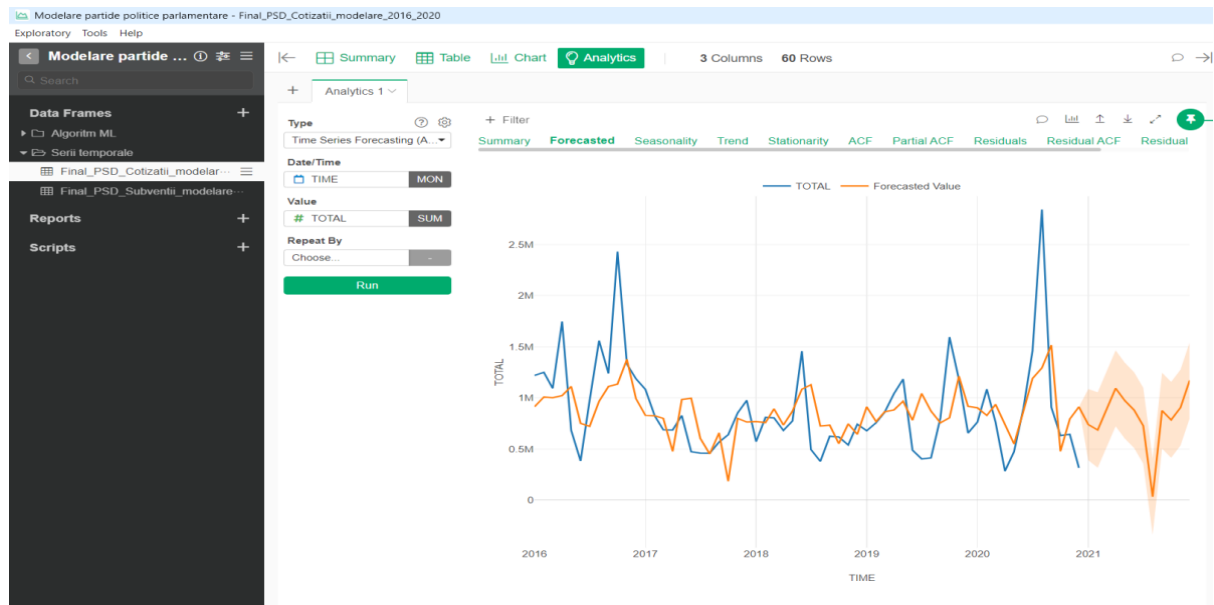 Modelare partide politice parlamentare - Final_PSD_Cotizatii_modelare_2016_2020
Exploratory Tools Help
Modelare partide ...
Summary Table Chart Analytics 3 Columns 60 Rows
Search
+ Analytics 1
Data Frames +
Algoritm ML
Serii temporale
Final_PSD_Cotizatii_modelar...
Final_PSD_Subventii_modelare...
Reports +
Scripts +
Type
Time Series Forecasting (A...
Date/Time
TIME MON
Value
# TOTAL SUM
Repeat By
Choose... -
Run
+ Filter
Summary Forecasted Seasonality Trend Stationarity ACF Partial ACF Residuals Residual ACF Residual
TOTAL Forecasted Value
2.5M
2M
1.5M
1M
0.5M
0
TOTAL
2016 2017 2018 2019 2020 2021
TIME